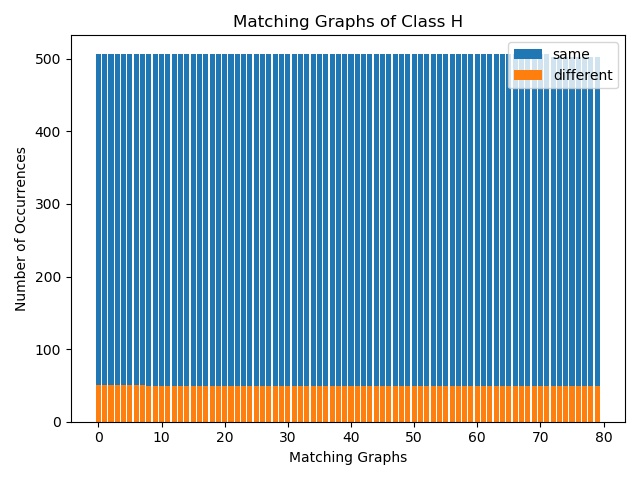 Matching Graphs of Class H
same
different
Number of Occurrences
500
400
300
200
100
0
0 10 20 30 40 50 60 70 80
Matching Graphs